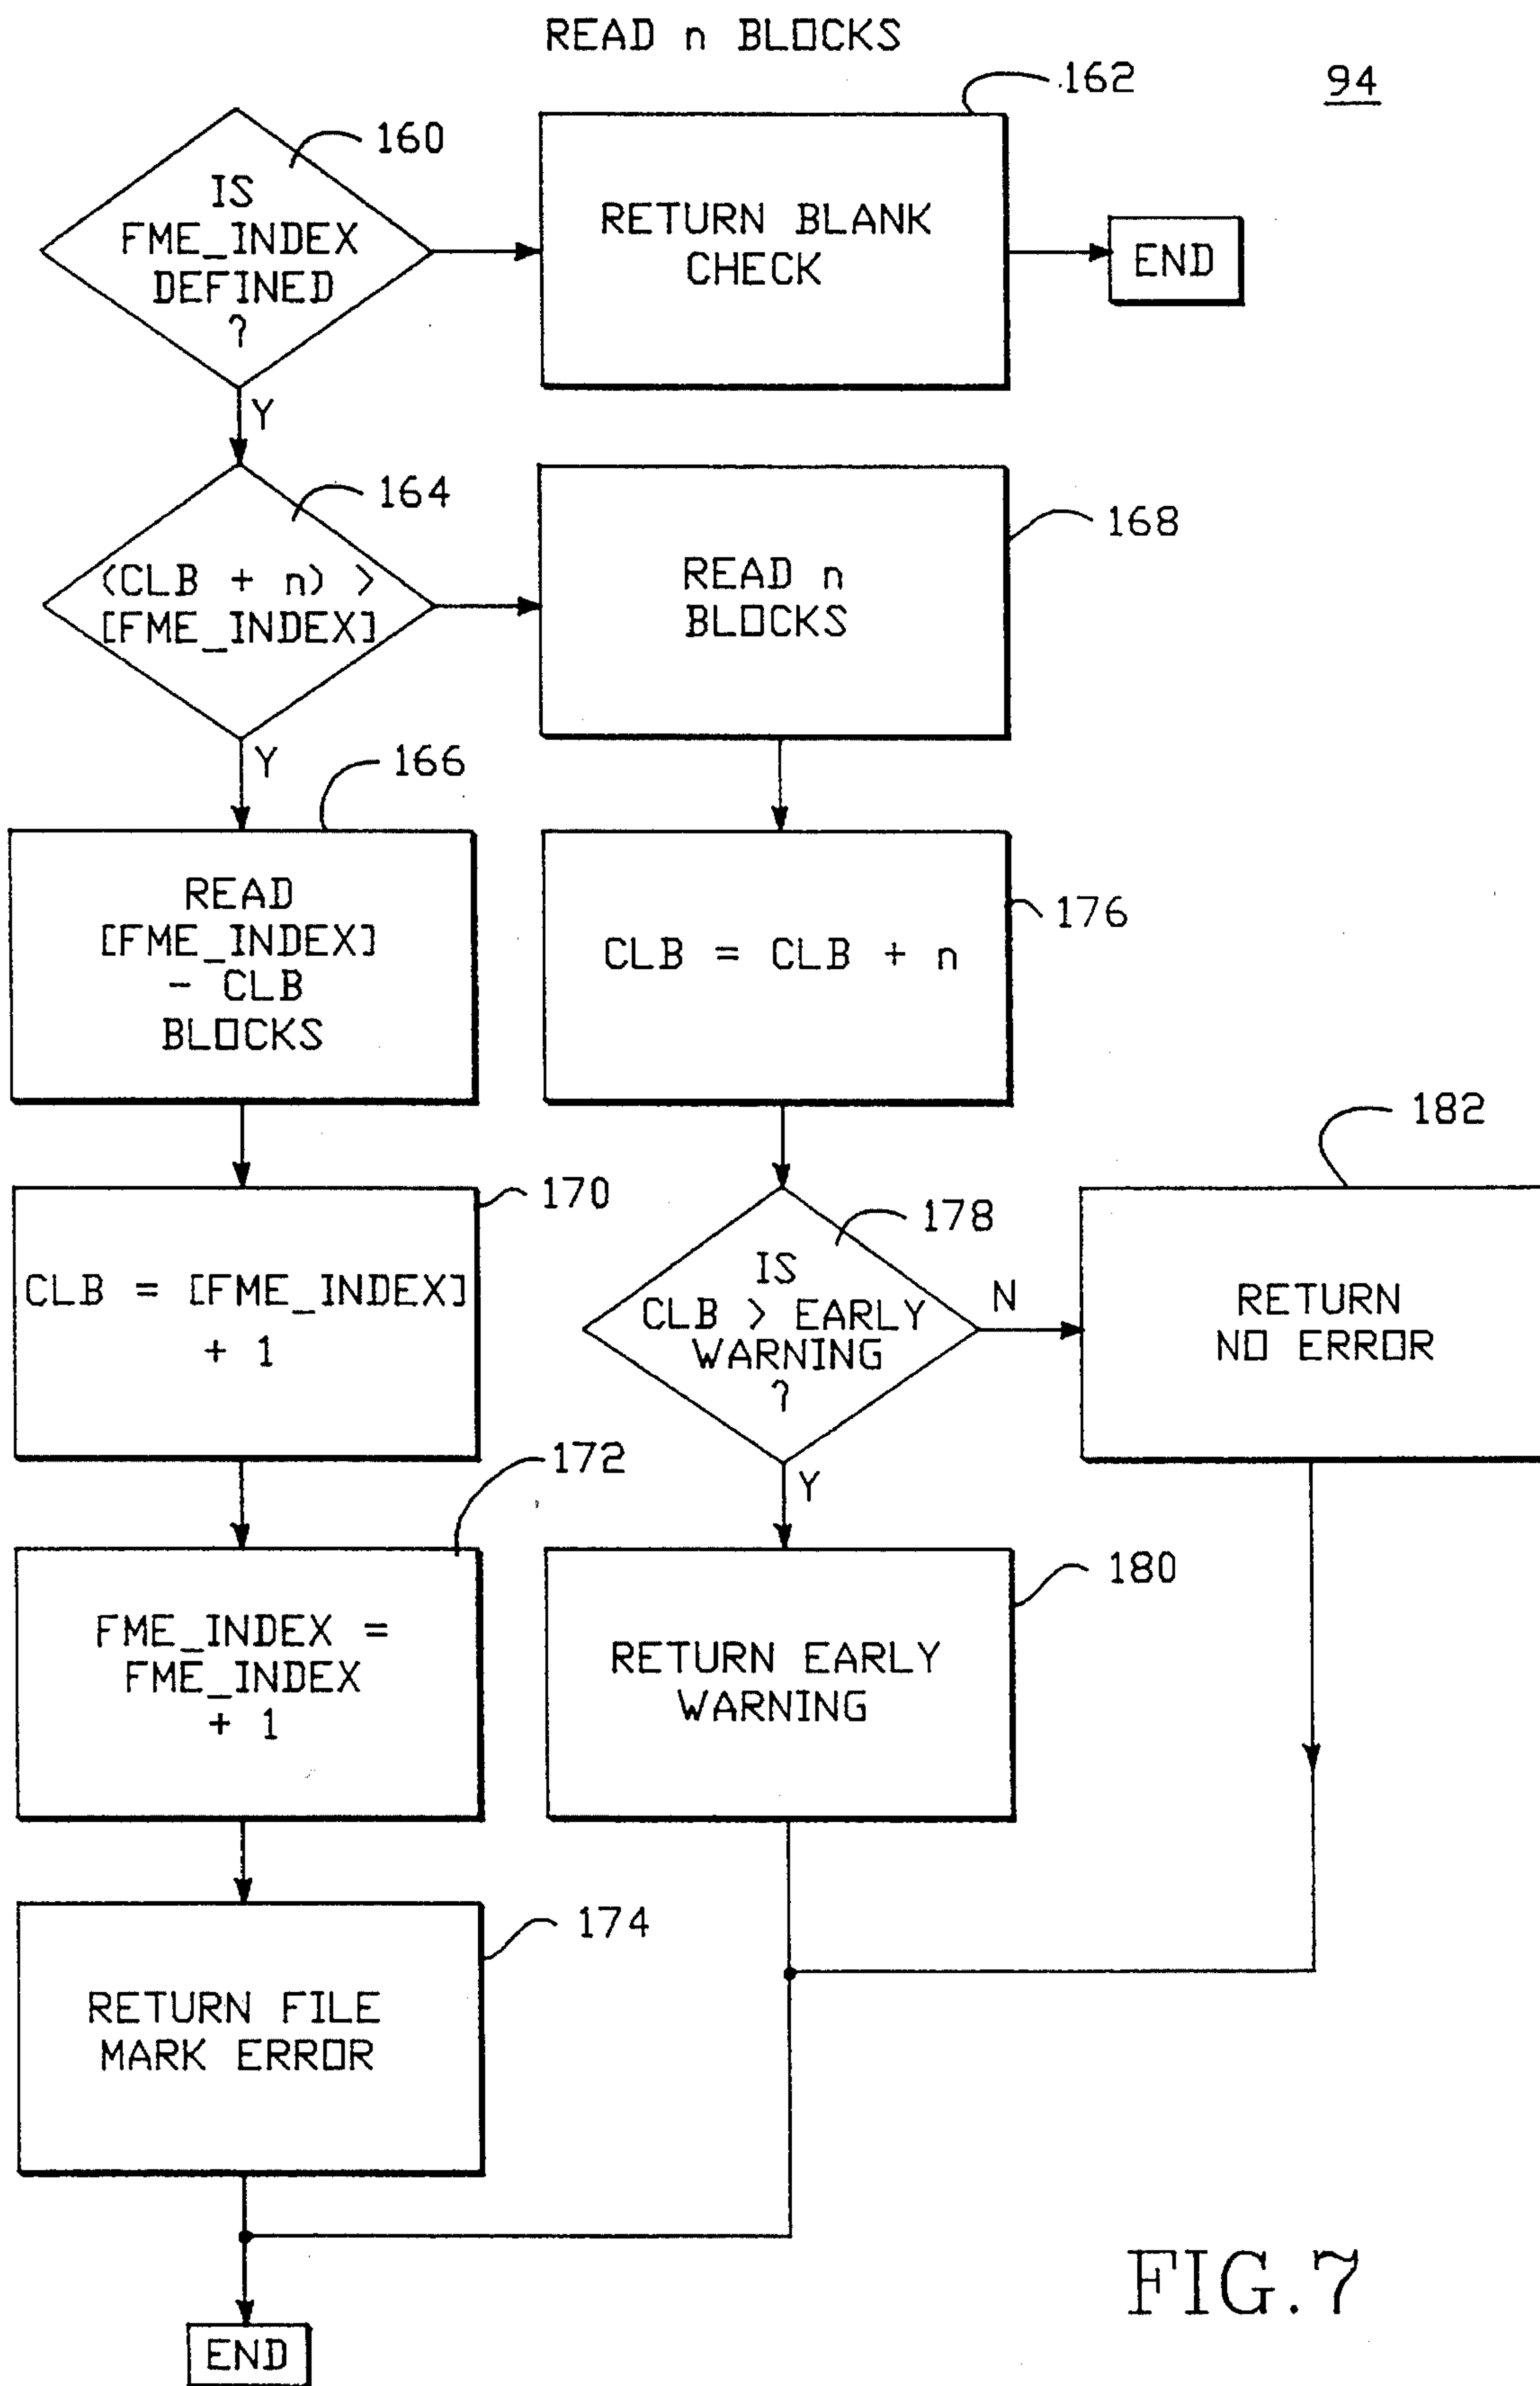 READ n BLOCKS
94
162
160
IS
FME_INDEX
DEFINED
?
RETURN BLANK
CHECK
END
Y
164
(CLB + n) >
[FME_INDEX]
READ n
BLOCKS
168
Y
166
READ
[FME_INDEX]
- CLB
BLOCKS
CLB = CLB + n
176
182
170
CLB = [FME_INDEX]
+ 1
178
IS
CLB > EARLY
WARNING
?
N
RETURN
NO ERROR
Y
172
FME_INDEX =
FME_INDEX
+ 1
180
RETURN EARLY
WARNING
174
RETURN FILE
MARK ERROR
END
FIG.7